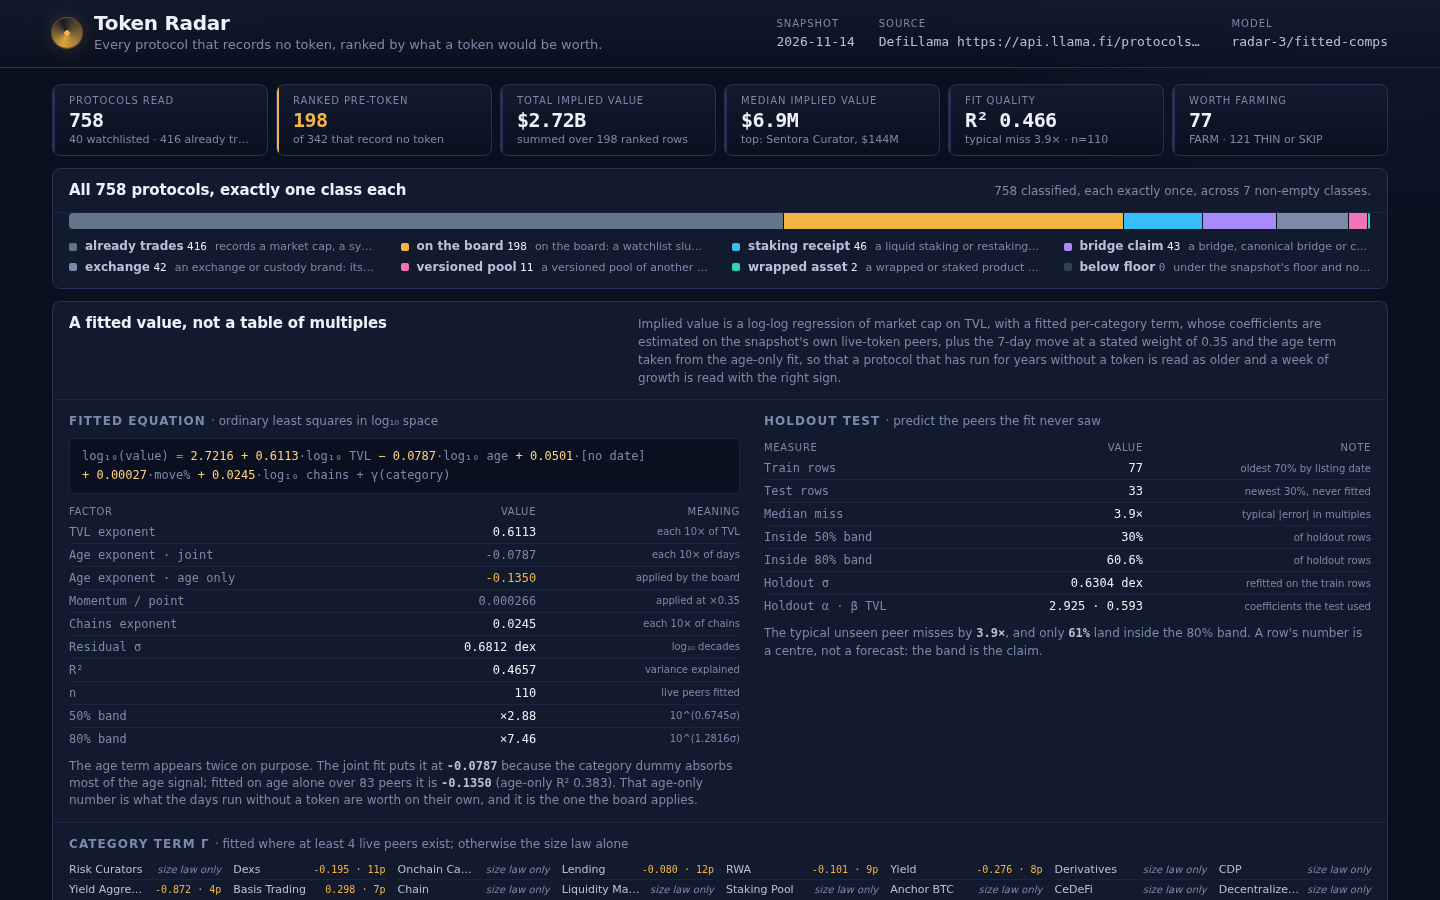 Token Radar
Every protocol that records no token, ranked by what a token would be worth.
SNAPSHOT
2026-11-14
SOURCE
DefiLlama https://api.llama.fi/protocols…
MODEL
radar-3/fitted-comps
PROTOCOLS READ
758
40 watchlisted · 416 already tr…
RANKED PRE-TOKEN
198
of 342 that record no token
TOTAL IMPLIED VALUE
$2.72B
summed over 198 ranked rows
MEDIAN IMPLIED VALUE
$6.9M
top: Sentora Curator, $144M
FIT QUALITY
R² 0.466
typical miss 3.9× · n=110
WORTH FARMING
77
FARM · 121 THIN or SKIP
All 758 protocols, exactly one class each
758 classified, each exactly once, across 7 non-empty classes.
already trades 416 records a market cap, a sy…
on the board 198 on the board: a watchlist slu…
staking receipt 46 a liquid staking or restaking…
bridge claim 43 a bridge, canonical bridge or c…
exchange 42 an exchange or custody brand: its…
versioned pool 11 a versioned pool of another …
wrapped asset 2 a wrapped or staked product …
below floor 0 under the snapshot's floor and no…
A fitted value, not a table of multiples
Implied value is a log-log regression of market cap on TVL, with a fitted per-category term, whose coefficients are
estimated on the snapshot's own live-token peers, plus the 7-day move at a stated weight of 0.35 and the age term
taken from the age-only fit, so that a protocol that has run for years without a token is read as older and a week of
growth is read with the right sign.
FITTED EQUATION · ordinary least squares in log₁₀ space
log₁₀(value) = 2.7216 + 0.6113·log₁₀ TVL − 0.0787·log₁₀ age + 0.0501·[no date]
+ 0.00027·move% + 0.0245·log₁₀ chains + γ(category)
FACTOR VALUE MEANING
TVL exponent 0.6113 each 10× of TVL
Age exponent · joint -0.0787 each 10× of days
Age exponent · age only -0.1350 applied by the board
Momentum / point 0.000266 applied at ×0.35
Chains exponent 0.0245 each 10× of chains
Residual σ 0.6812 dex log₁₀ decades
R² 0.4657 variance explained
n 110 live peers fitted
50% band ×2.88 10^(0.6745σ)
80% band ×7.46 10^(1.2816σ)
The age term appears twice on purpose. The joint fit puts it at -0.0787 because the category dummy absorbs
most of the age signal; fitted on age alone over 83 peers it is -0.1350 (age-only R² 0.383). That age-only
number is what the days run without a token are worth on their own, and it is the one the board applies.
HOLDOUT TEST · predict the peers the fit never saw
MEASURE VALUE NOTE
Train rows 77 oldest 70% by listing date
Test rows 33 newest 30%, never fitted
Median miss 3.9× typical |error| in multiples
Inside 50% band 30% of holdout rows
Inside 80% band 60.6% of holdout rows
Holdout σ 0.6304 dex refitted on the train rows
Holdout α · β TVL 2.925 · 0.593 coefficients the test used
The typical unseen peer misses by 3.9×, and only 61% land inside the 80% band. A row's number is
a centre, not a forecast: the band is the claim.
CATEGORY TERM Γ · fitted where at least 4 live peers exist; otherwise the size law alone
Risk Curators size law only Dexs -0.195 · 11p Onchain Ca… size law only Lending -0.080 · 12p RWA -0.101 · 9p Yield -0.276 · 8p Derivatives size law only CDP size law only
Yield Aggre… -0.872 · 4p Basis Trading 0.298 · 7p Chain size law only Liquidity Ma… size law only Staking Pool size law only Anchor BTC size law only CeDeFi size law only Decentralize… size law only